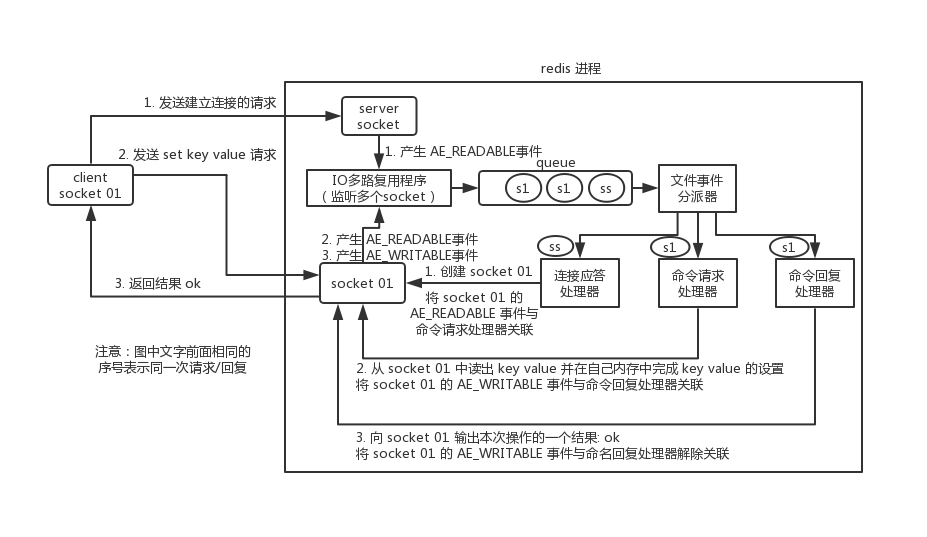 redis 进程
1. 发送建立连接的请求
server
socket
2. 发送 set key value 请求
1. 产生 AE_READABLE事件
queue
client
socket 01
IO多路复用程序
（监听多个socket）
s1
s1
ss
文件事件
分派器
2. 产生 AE_READABLE事件
3. 产生 AE_WRITABLE事件
ss
s1
s1
3. 返回结果 ok
socket 01
1. 创建 socket 01
连接应答
处理器
命令请求
处理器
命令回复
处理器
将 socket 01 的
AE_READABLE 事件与
命令请求处理器关联
注意：图中文字前面相同的
序号表示同一次请求/回复
2. 从 socket 01 中读出 key value 并在自己内存中完成 key value 的设置
将 socket 01 的 AE_WRITABLE 事件与命令回复处理器关联
3. 向 socket 01 输出本次操作的一个结果: ok
将 socket 01 的 AE_WRITABLE 事件与命名回复处理器解除关联